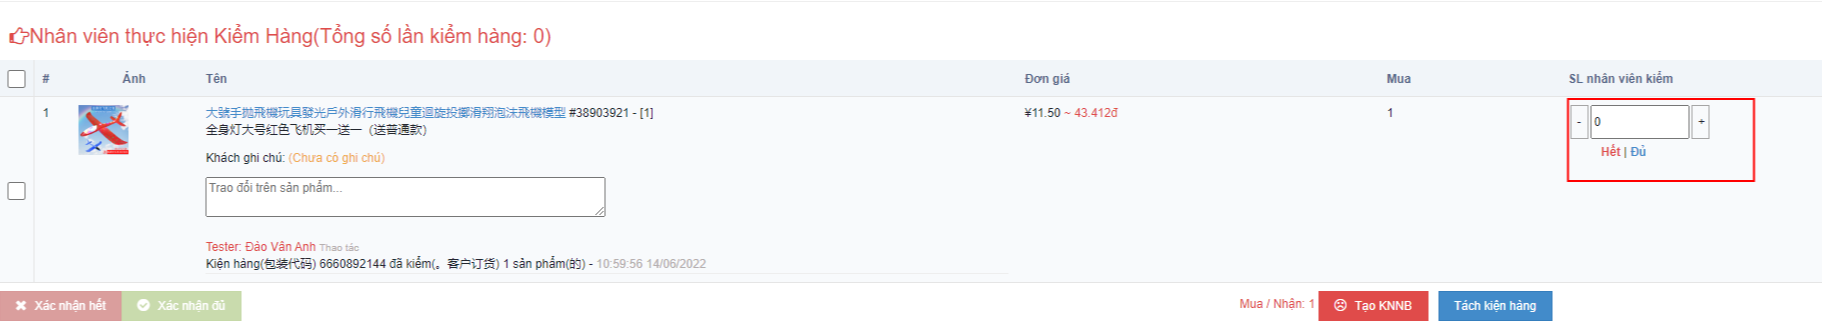 Nhân viên thực hiện Kiểm Hàng(Tổng số lần kiểm hàng: 0)
# Ảnh Tên Đơn giá Mua SL nhân viên kiểm
1 大號手拋飛機玩具發光戶外滑行飛機兒童迴旋投擲滑翔泡沫飛機模型 #38903921 - [1] ¥11.50 ~ 43.412đ 1 - 0 +
全身灯大号红色飞机买一送一（送普通款）
Hết | Đủ
Khách ghi chú: (Chưa có ghi chú)
Trao đổi trên sản phẩm...
Tester: Đào Vân Anh Thao tác
Kiện hàng(包装代码) 6660892144 đã kiểm(。客户订货) 1 sản phẩm(的) - 10:59:56 14/06/2022
Xác nhận hết Xác nhận đủ Mua / Nhận: 1 Tạo KNNB Tách kiện hàng